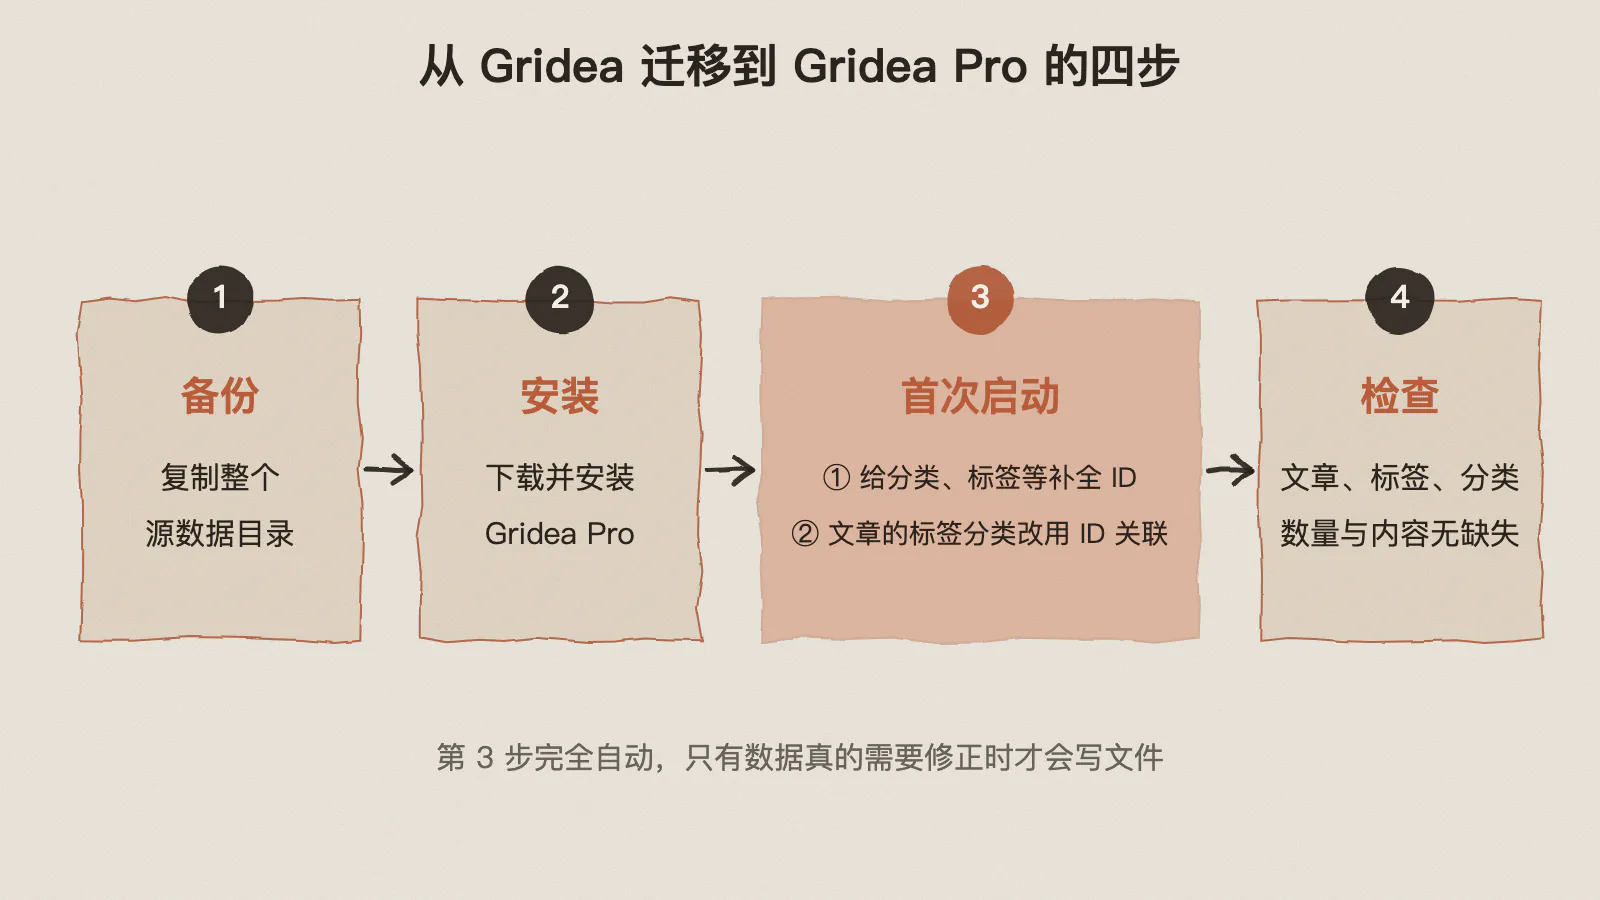 从 Gridea 迁移到 Gridea Pro 的四步
1
备份
复制整个
源数据目录
2
安装
下载并安装
Gridea Pro
3
首次启动
① 给分类、标签等补全 ID
② 文章的标签分类改用 ID 关联
4
检查
文章、标签、分类
数量与内容无缺失
第 3 步完全自动，只有数据真的需要修正时才会写文件